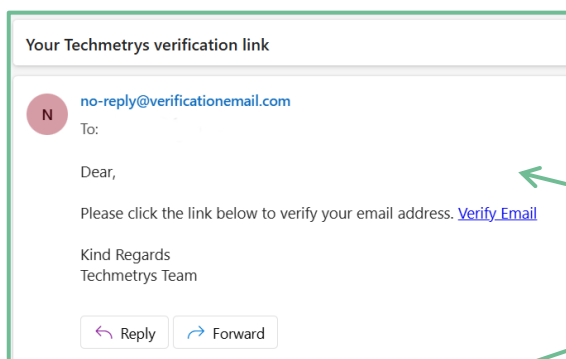 Your Techmetrys verification link
N
no-reply@verificationemail.com
To:
Dear,
Please click the link below to verify your email address. Verify Email
Kind Regards
Techmetrys Team
Reply
Forward